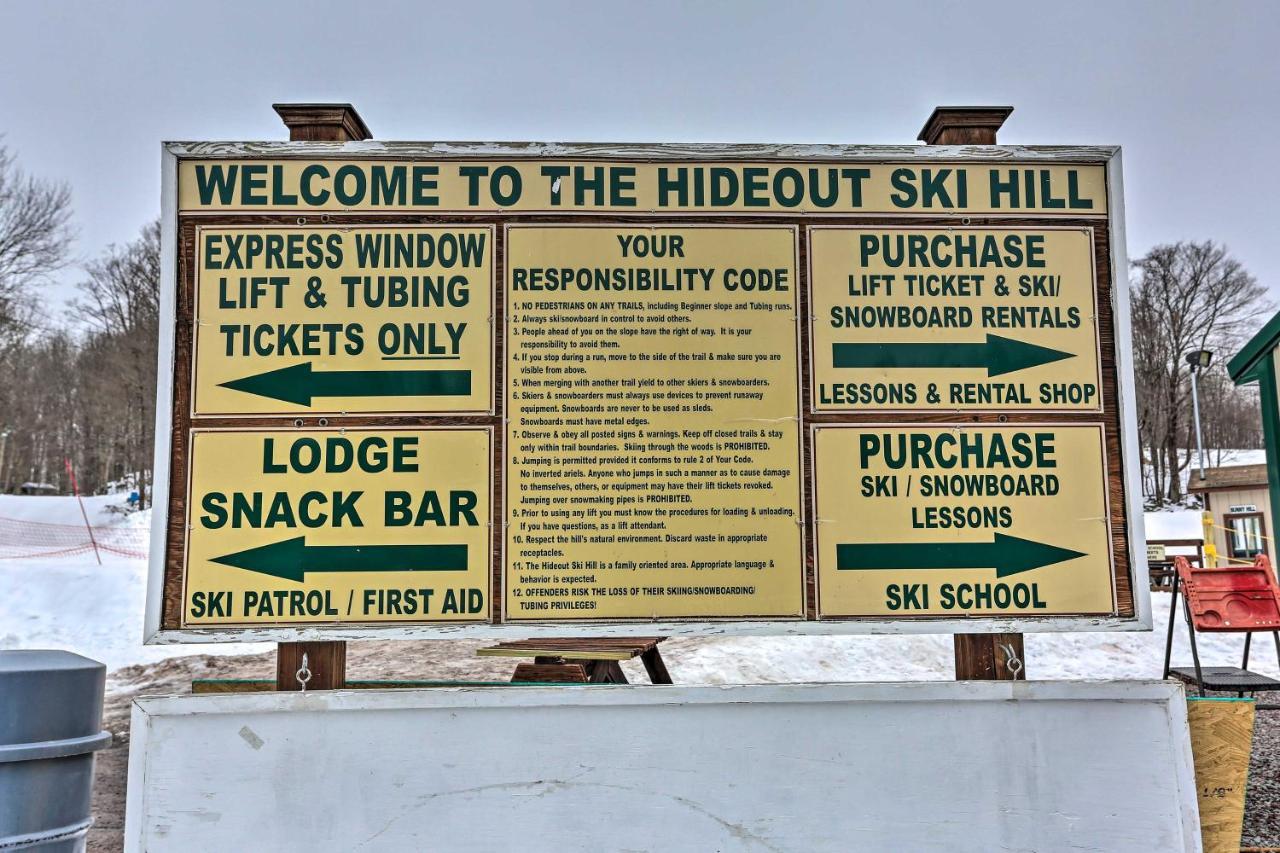 WELCOME TO THE HIDEOUT SKI HILL
EXPRESS WINDOW
LIFT & TUBING
TICKETS ONLY
LODGE
SNACK BAR
SKI PATROL / FIRST AID
YOUR
RESPONSIBILITY CODE
1. NO PEDESTRIANS ON ANY TRAILS, including Beginner slope and Tubing runs.
2. Always ski/snowboard in control to avoid others.
3. People ahead of you on the slope have the right of way. It is your
responsibility to avoid them.
4. If you stop during a run, move to the side of the trail & make sure you are
visible from above.
5. When merging with another trail yield to other skiers & snowboarders.
6. Skiers & snowboarders must always use devices to prevent runaway
equipment. Snowboards are never to be used as sleds.
Snowboards must have metal edges.
7. Observe & obey all posted signs & warnings. Keep off closed trails & stay
only within trail boundaries. Skiing through the woods is PROHIBITED.
8. Jumping is permitted provided it conforms to rule 2 of Your Code.
No inverted ariels. Anyone who jumps in such a manner as to cause damage
to themselves, others, or equipment may have their lift tickets revoked.
Jumping over snowmaking pipes is PROHIBITED.
9. Prior to using any lift you must know the procedures for loading & unloading.
If you have questions, as a lift attendant.
10. Respect the hill's natural environment. Discard waste in appropriate
receptacles.
11. The Hideout Ski Hill is a family oriented area. Appropriate language &
behavior is expected.
12. OFFENDERS RISK THE LOSS OF THEIR SKIING/SNOWBOARDING/
TUBING PRIVILEGES!
PURCHASE
LIFT TICKET & SKI/
SNOWBOARD RENTALS
LESSONS & RENTAL SHOP
PURCHASE
SKI / SNOWBOARD
LESSONS
SKI SCHOOL
SUNNY HILL